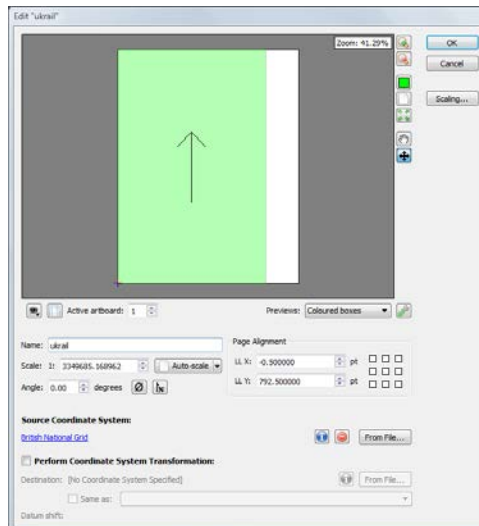 Edit "ukrail"
Zoom: 41.29%
OK
Cancel
Scaling...
Active artboard: 1
Previews: Coloured boxes
Name: ukrail
Scale: 1: 3349685.168962 Auto-scale
Angle: 0.00 degrees
Page Alignment
LL X: -0.500000 pt
LL Y: 792.500000 pt
Source Coordinate System:
British National Grid
From File...
Perform Coordinate System Transformation:
Destination: [No Coordinate System Specified]
From File...
Same as:
Datum shift: